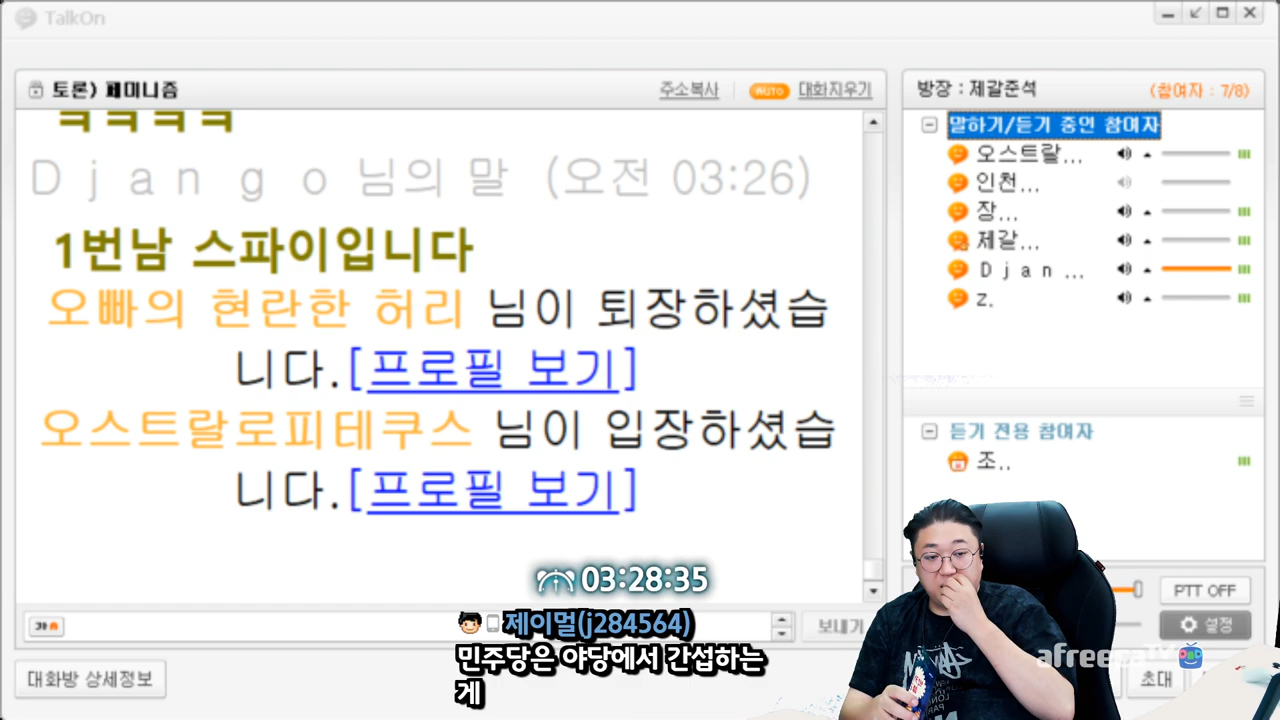 TalkOn
토론) 페미니즘
주소복사
AUTO
대화지우기
ㅋㅋㅋㅋ
D j a n g o 님의 말 (오전 03:26)
1번남 스파이입니다
오빠의 현란한 허리 님이 퇴장하셨습
니다.[프로필 보기]
오스트랄로피테쿠스 님이 입장하셨습
니다.[프로필 보기]
보내기
대화방 상세정보
방장 : 제갈준석
(참여자 : 7/8)
말하기/듣기 중인 참여자
오스트랄...
인천...
장...
제갈...
D j a n ...
z.
듣기 전용 참여자
조..
PTT OFF
설정
초대
03:28:35
제이멀(j284564)
민주당은 야당에서 간섭하는
게
afreecaTV